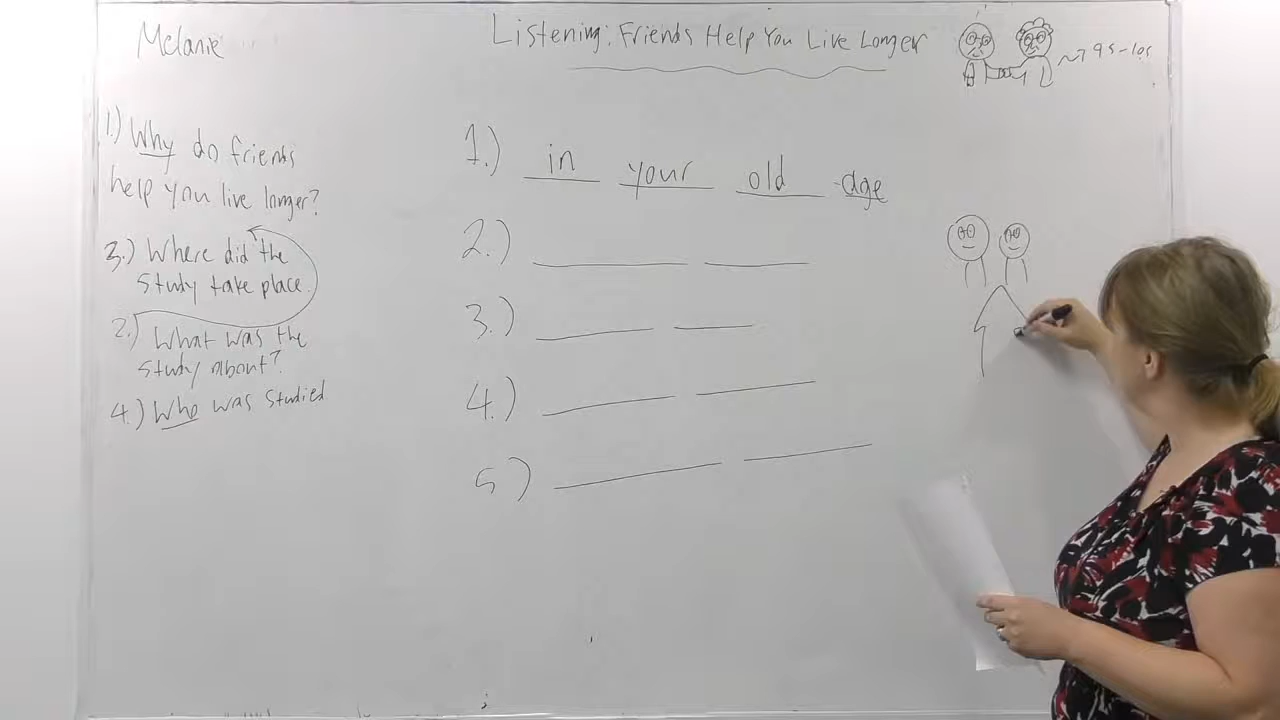 Melanie
Listening: Friends Help You Live Longer
~7 95-105
1.) Why do friends
help you live longer?
3.) Where did the
study take place.
2.) What was the
study about?
4.) Who was studied
1.) in your old -age
2.)
3.)
4.)
5)